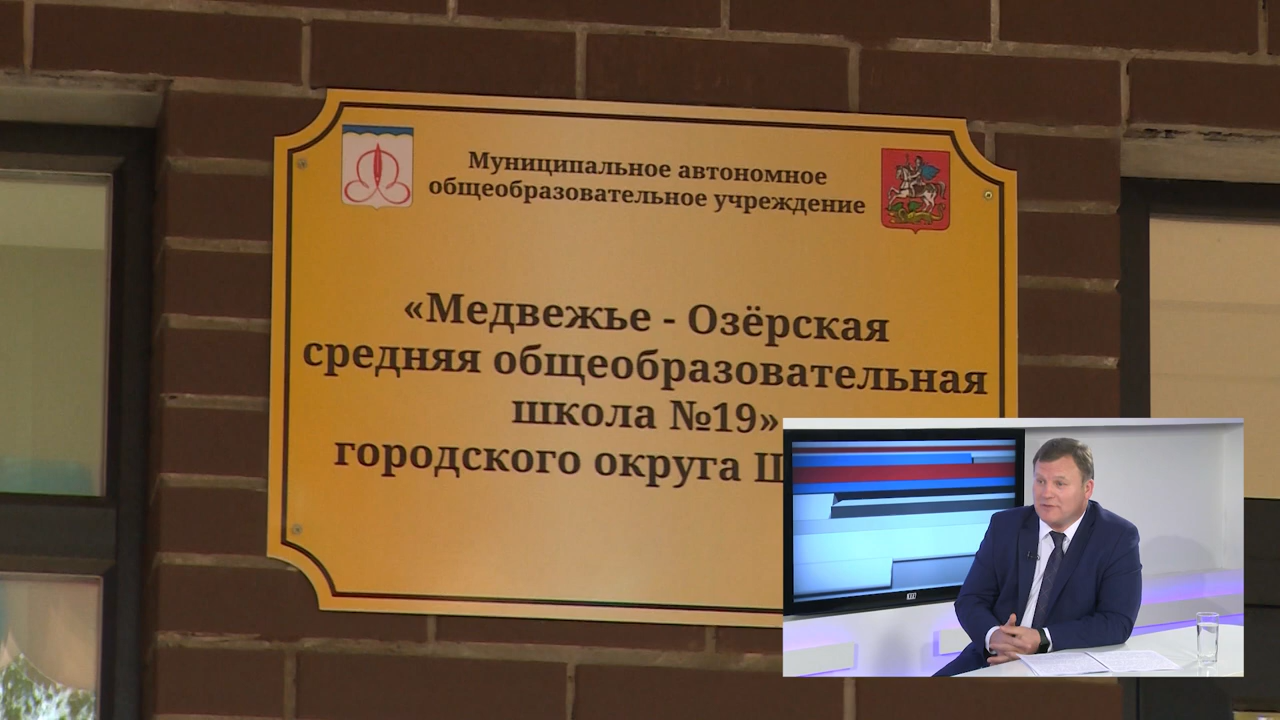 Муниципальное автономное
общеобразовательное учреждение
«Медвежье - Озёрская
средняя общеобразовательная
школа №19»
городского округа